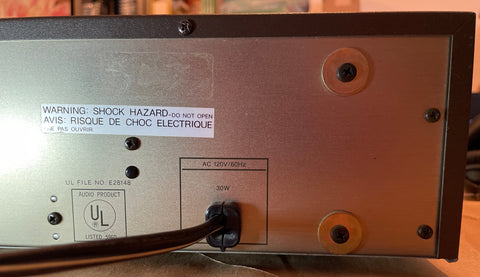 WARNING: SHOCK HAZARD-DO NOT OPEN
AVIS: RISQUE DE CHOC ELECTRIQUE
-NE PAS OUVRIR
UL FILE NO. E28148
AUDIO PRODUCT
UL
LISTED
AC 120V/60Hz
30W